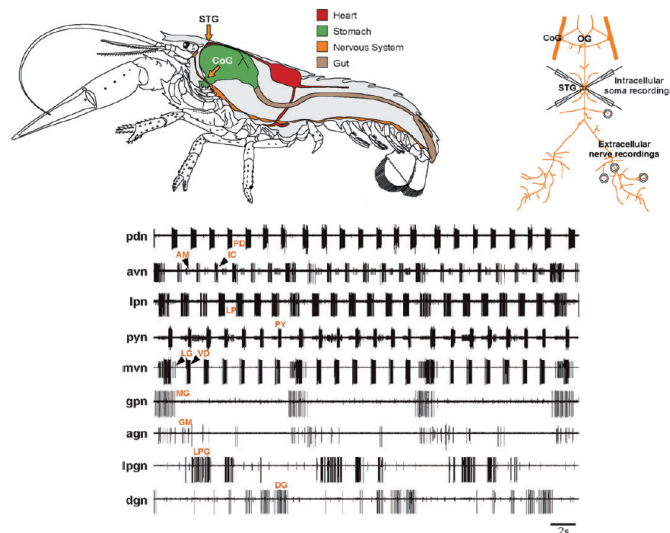 STG
CoG
Heart
Stomach
Nervous System
Gut
CoG
OG
STG
Intracellular
soma recordings
Extracellular
nerve recordings
pdn
PD
AM
IC
avn
lpn
LP
PY
pyn
LG
VD
mvn
MG
gpn
GM
agn
LPG
lpgn
DG
dgn
2s